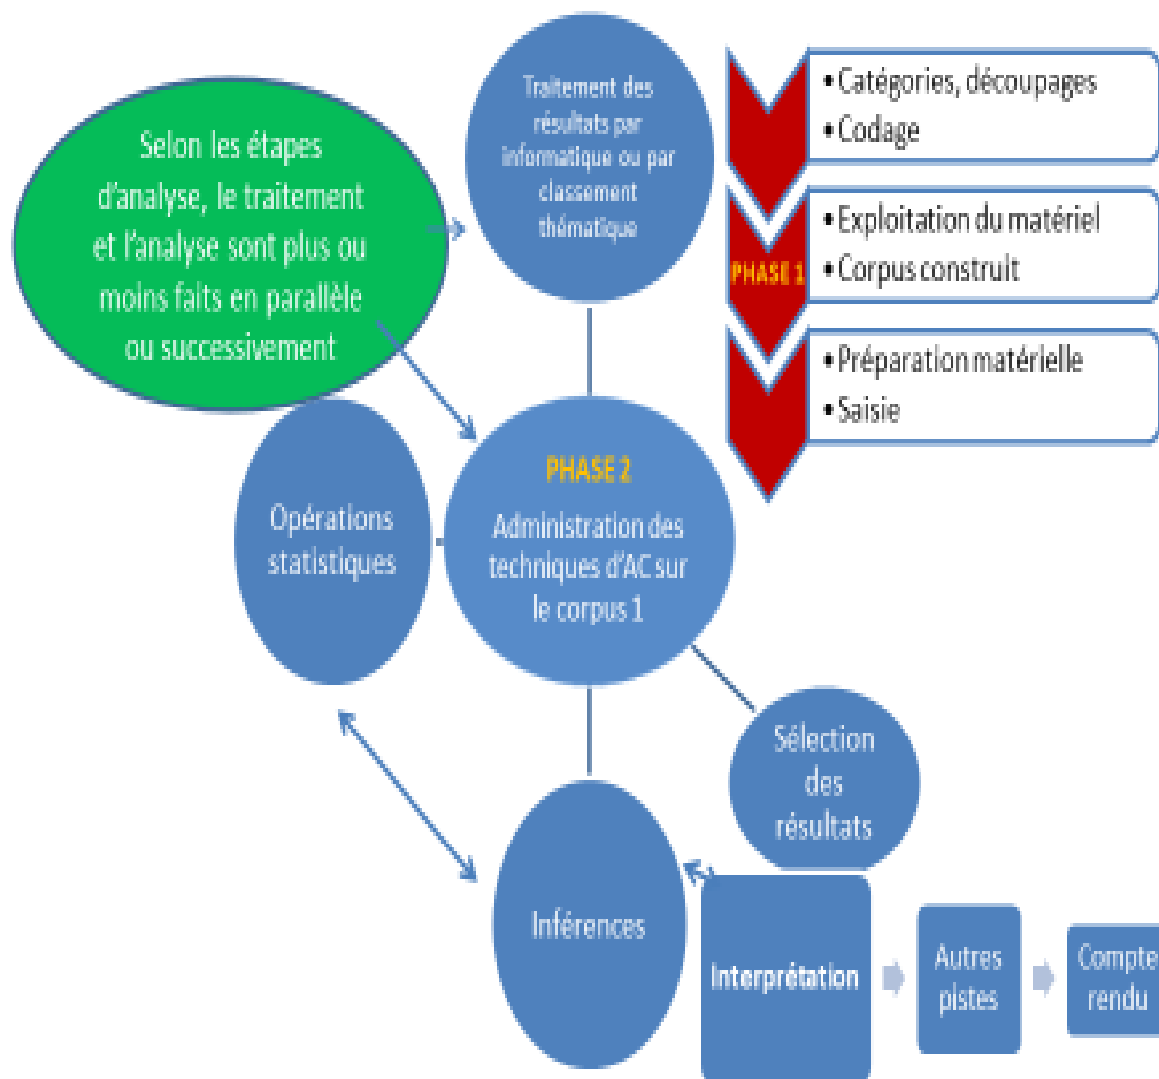 Traitement des
résultats par
informatique ou par
classement
thématique
Selon les étapes
d'analyse, le traitement
et l'analyse sont plus ou
moins faits en parallèle
ou successivement
• Catégories, découpages
• Codage
PHASE 1
• Exploitation du matériel
• Corpus construit
• Préparation matérielle
• Saisie
PHASE 2
Administration des
techniques d'AC sur
le corpus 1
Opérations
statistiques
Sélection
des
résultats
Inférences
Interprétation
Autres
pistes
Compte
rendu